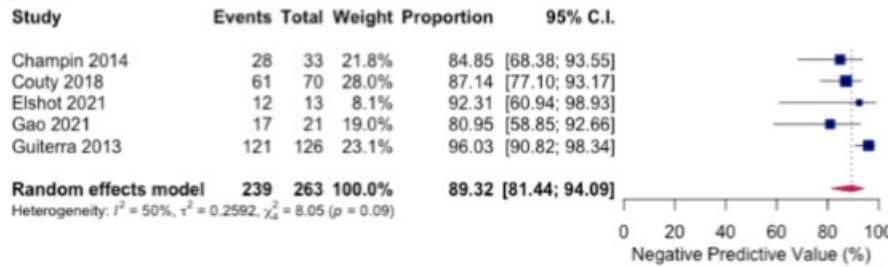 Study Events Total Weight Proportion 95% C.I.
Champin 2014 28 33 21.8% 84.85 [68.38; 93.55]
Couty 2018 61 70 28.0% 87.14 [77.10; 93.17]
Elshot 2021 12 13 8.1% 92.31 [60.94; 98.93]
Gao 2021 17 21 19.0% 80.95 [58.85; 92.66]
Guiterra 2013 121 126 23.1% 96.03 [90.82; 98.34]
Random effects model 239 263 100.0% 89.32 [81.44; 94.09]
Heterogeneity: I² = 50%, τ² = 0.2592, χ²₄ = 8.05 (p = 0.09)
0 20 40 60 80 100
Negative Predictive Value (%)